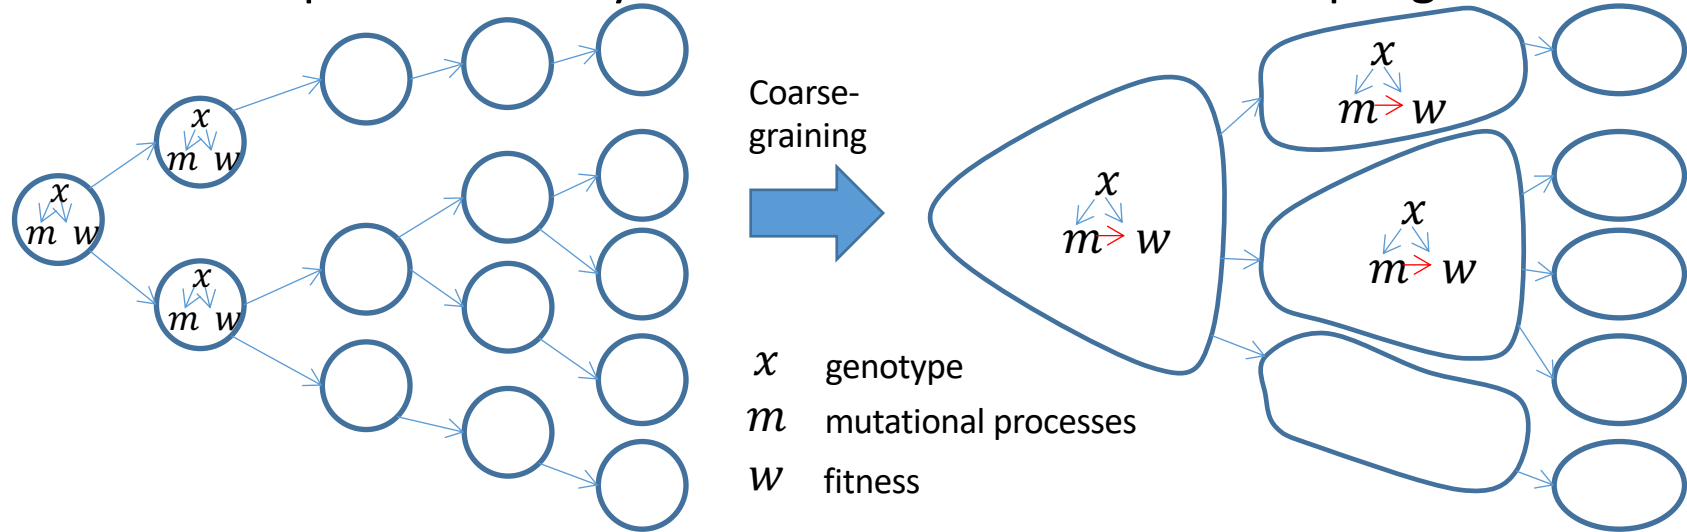 x
m w
x
m w
x
m w
Coarse-
graining
x genotype
m mutational processes
w fitness
x
m w
x
m w
x
m w